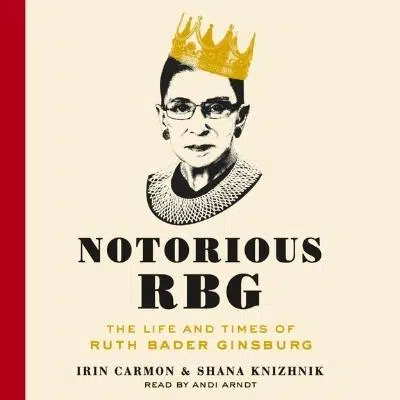 NOTORIOUS
RBG
THE LIFE AND TIMES OF
RUTH BADER GINSBURG
IRIN CARMON & SHANA KNIZHNIK
READ BY ANDI ARNDT